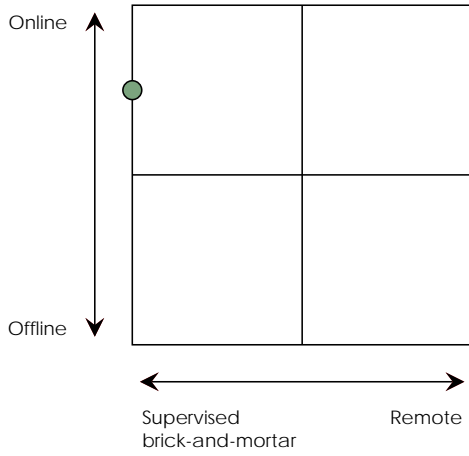 Online
Offline
Supervised
brick-and-mortar
Remote